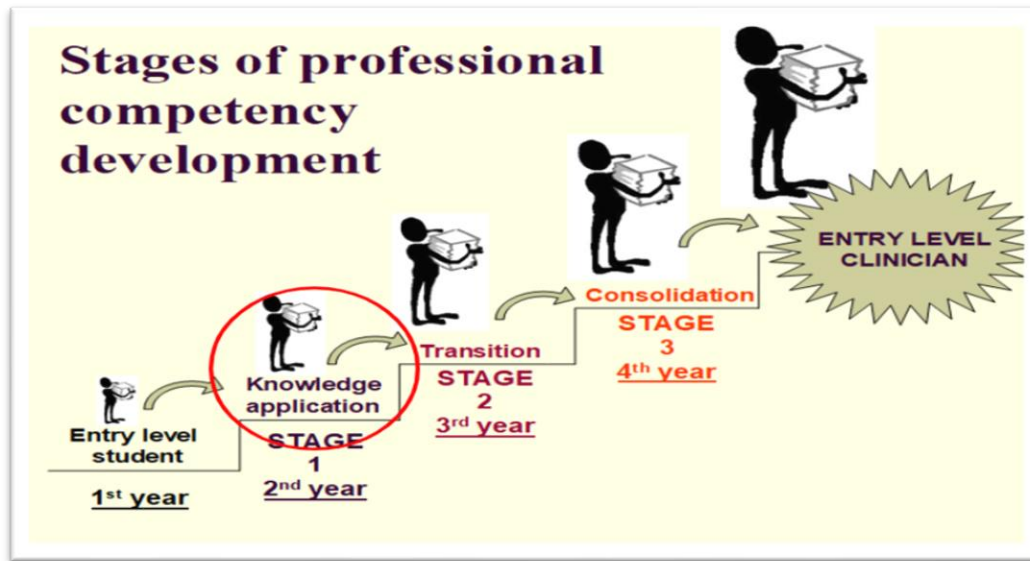 Stages of professional
competency
development
ENTRY LEVEL
CLINICIAN
Consolidation
STAGE
3
4th year
Transition
STAGE
2
3rd year
Knowledge
application
STAGE
1
2nd year
Entry level
student
1st year